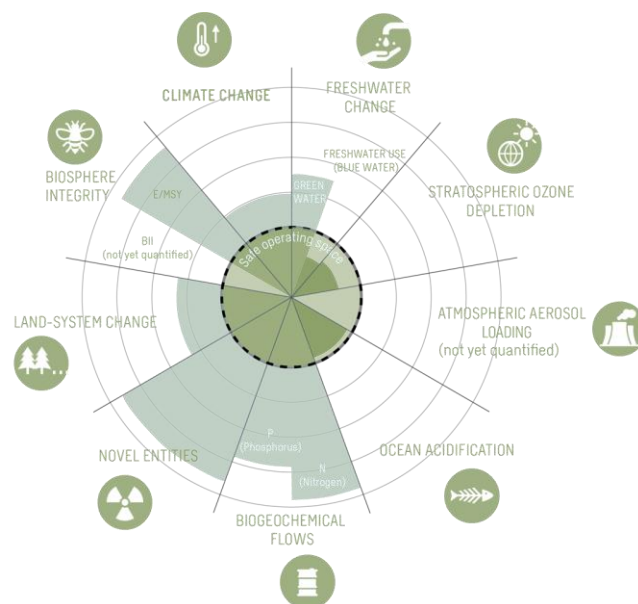 CLIMATE CHANGE
FRESHWATER
CHANGE
FRESHWATER USE
(BLUE WATER)
GREEN
WATER
BIOSPHERE
INTEGRITY
E/MSY
BII
(not yet quantified)
STRATOSPHERIC OZONE
DEPLETION
Safe operating space
LAND-SYSTEM CHANGE
ATMOSPHERIC AEROSOL
LOADING
(not yet quantified)
NOVEL ENTITIES
P
(Phosphorus)
N
(Nitrogen)
OCEAN ACIDIFICATION
BIOGEOCHEMICAL
FLOWS